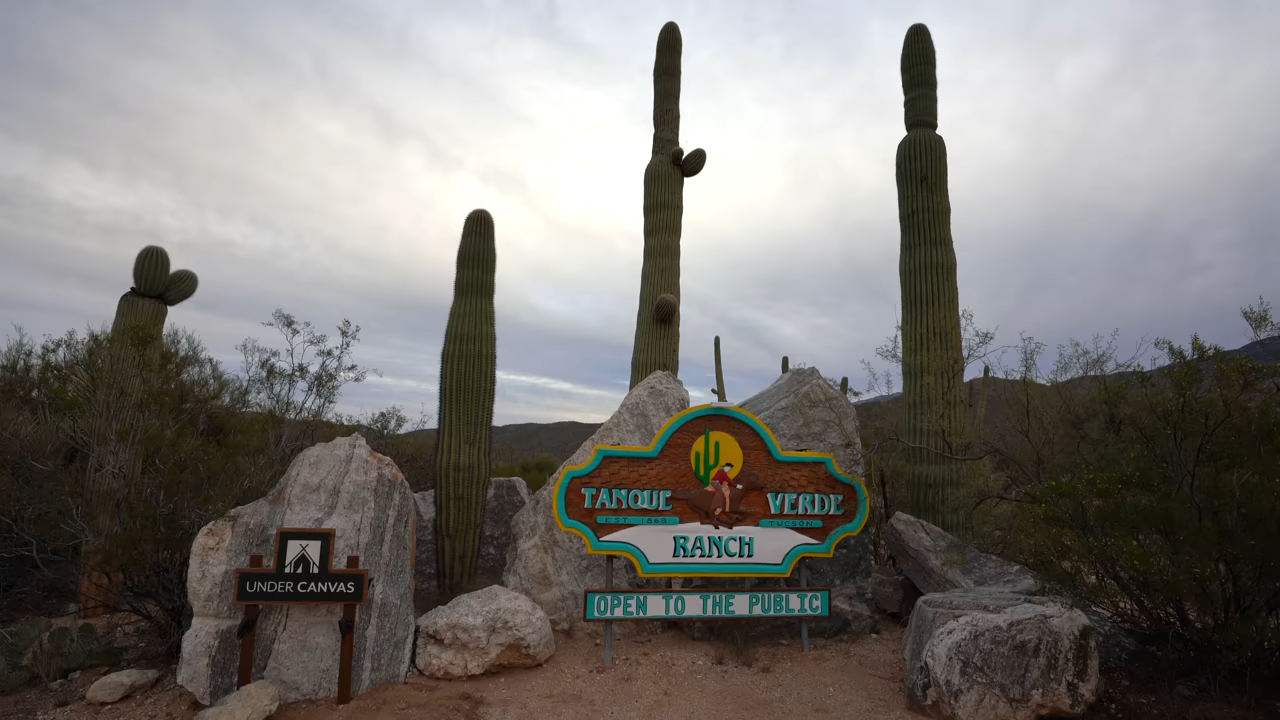 UNDER CANVAS
TANQUE VERDE
EST. 1868 TUCSON
RANCH
OPEN TO THE PUBLIC